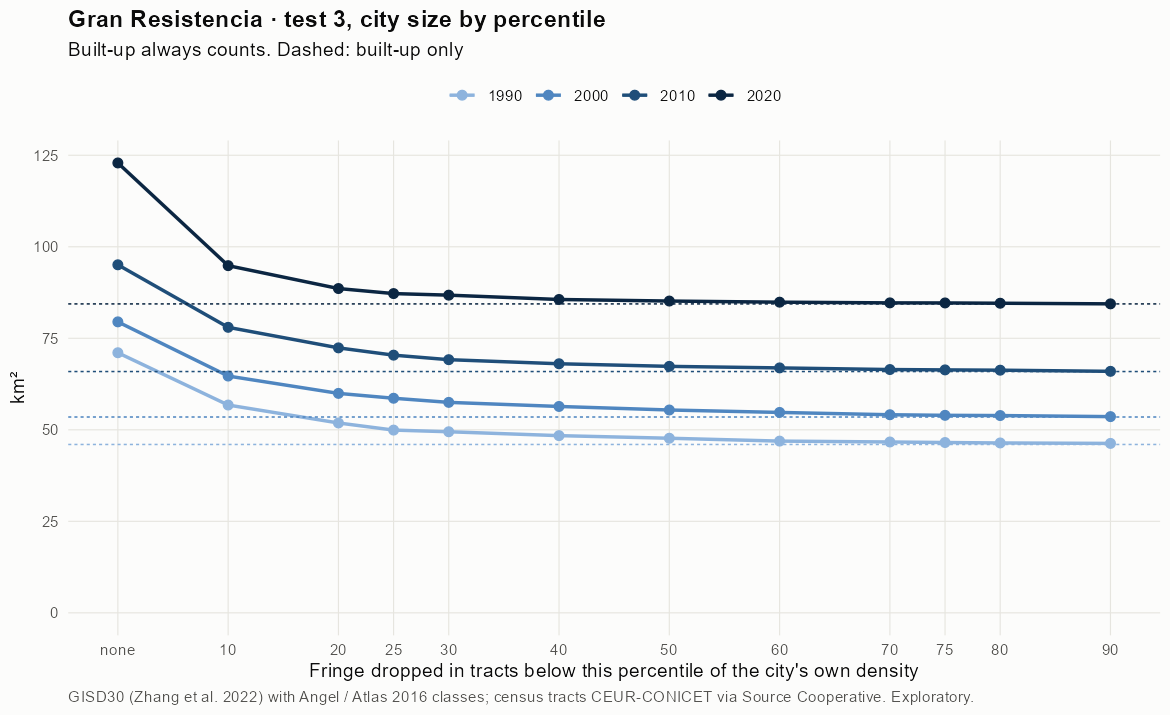 Gran Resistencia · test 3, city size by percentile
Built-up always counts. Dashed: built-up only
1990 2000 2010 2020
125
100
75
50
25
0
km²
none 10 20 25 30 40 50 60 70 75 80 90
Fringe dropped in tracts below this percentile of the city's own density
GISD30 (Zhang et al. 2022) with Angel / Atlas 2016 classes; census tracts CEUR-CONICET via Source Cooperative. Exploratory.